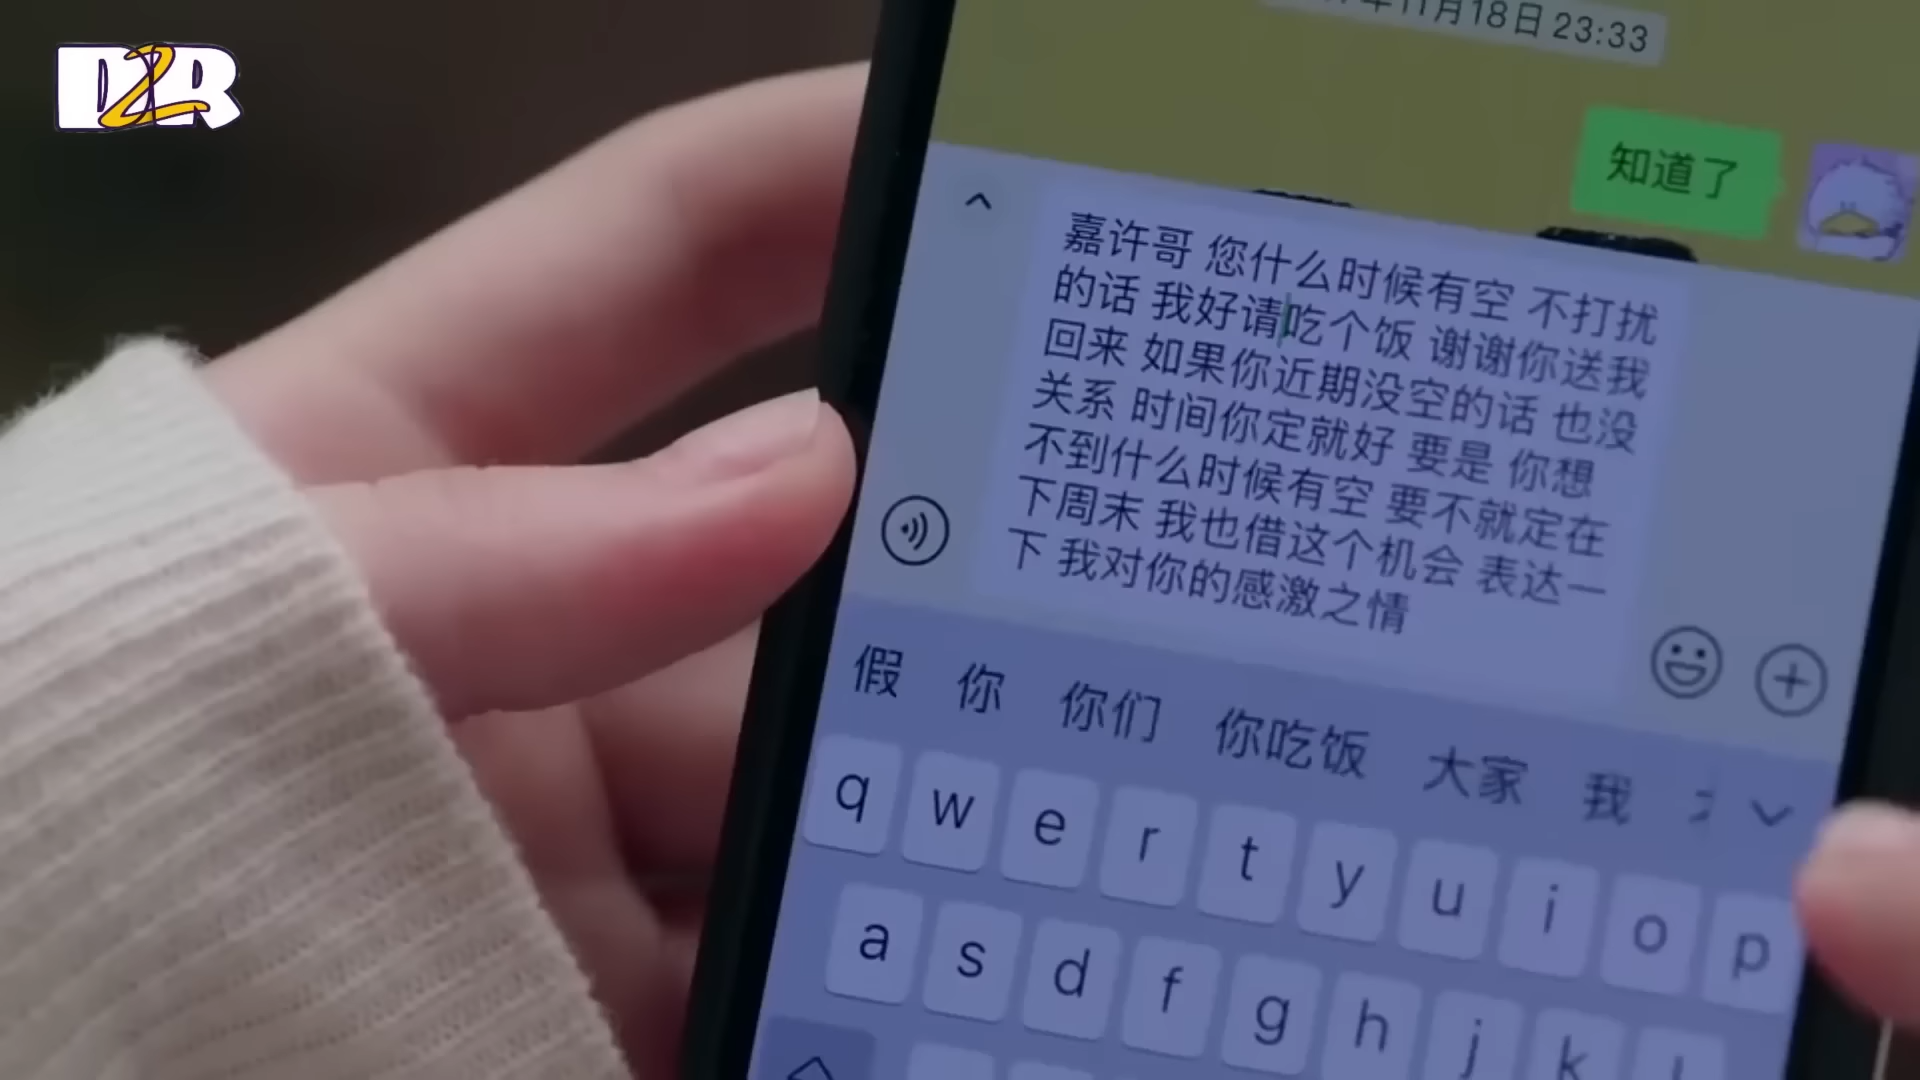 D2R
年11月18日 23:33
知道了
嘉许哥 您什么时候有空 不打扰
的话 我好请吃个饭 谢谢你送我
回来 如果你近期没空的话 也没
关系 时间你定就好 要是 你想
不到什么时候有空 要不就定在
下周末 我也借这个机会 表达一
下 我对你的感激之情
假 你 你们 你吃饭 大家 我
q w e r t y u i o p
a s d f g h j k l